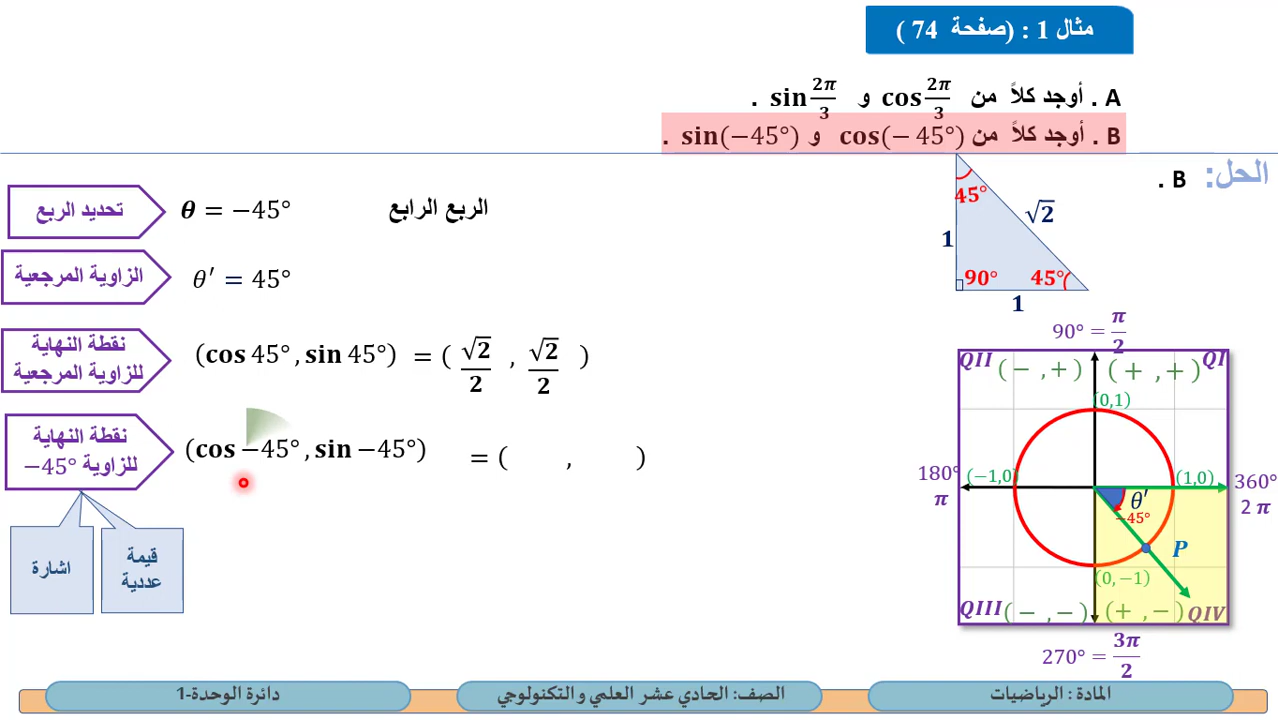 مثال 1 : (صفحة 74 )
A . أوجد كلاً من cos 2π/3 و sin 2π/3 .
B . أوجد كلاً من cos(− 45°) و sin(−45°) .
الحل:
B .
تحديد الربع
θ = −45°
الربع الرابع
الزاوية المرجعية
θ′ = 45°
نقطة النهاية
للزاوية المرجعية
(cos 45° , sin 45°) = ( √2/2 , √2/2 )
نقطة النهاية
للزاوية −45°
(cos −45° , sin −45°) = ( , )
اشارة
قيمة
عددية
45°
√2
1
90°
45°
1
90° = π/2
QII (− ,+) (+ ,+) QI
(0,1)
180°
π
(−1,0)
(1,0)
360°
2 π
θ′
−45°
P
(0,−1)
QIII (− ,−) (+ ,−) QIV
270° = 3π/2
المادة : الرياضيات
الصف: الحادي عشر العلمي والتكنولوجي
دائرة الوحدة-1